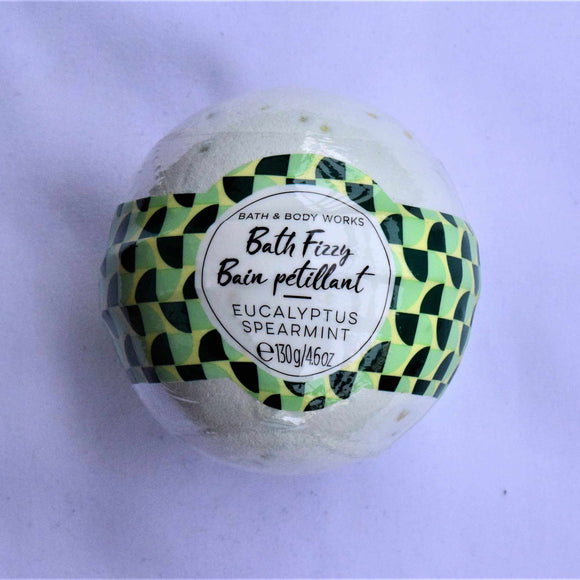 BATH & BODY WORKS
Bath Fizzy
Bain pétillant
EUCALYPTUS
SPEARMINT
℮130g/4.6oz